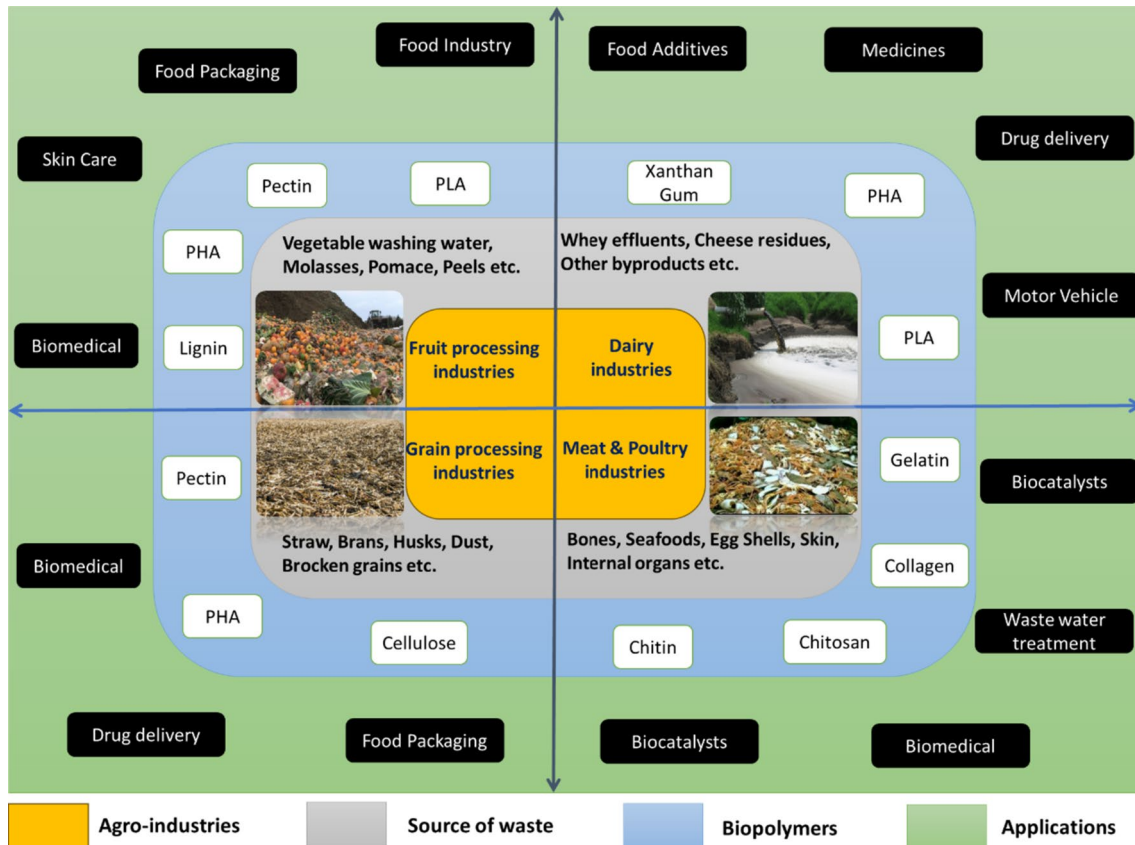 Food Industry
Food Additives
Medicines
Food Packaging
Drug delivery
Skin Care
Pectin
PLA
Xanthan
Gum
PHA
PHA
Vegetable washing water,
Molasses, Pomace, Peels etc.
Whey effluents, Cheese residues,
Other byproducts etc.
Motor Vehicle
Biomedical
Lignin
Fruit processing
industries
Dairy
industries
PLA
Pectin
Grain processing
industries
Meat & Poultry
industries
Gelatin
Biocatalysts
Straw, Brans, Husks, Dust,
Brocken grains etc.
Bones, Seafoods, Egg Shells, Skin,
Internal organs etc.
Biomedical
Collagen
PHA
Cellulose
Chitin
Chitosan
Waste water
treatment
Drug delivery
Food Packaging
Biocatalysts
Biomedical
Agro-industries
Source of waste
Biopolymers
Applications